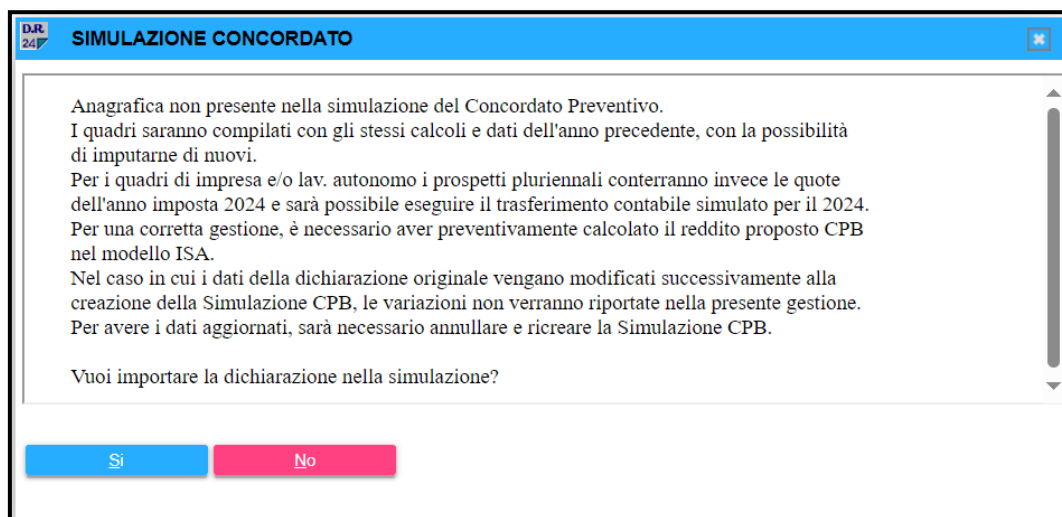 D.R.
24
SIMULAZIONE CONCORDATO
Anagrafica non presente nella simulazione del Concordato Preventivo.
I quadri saranno compilati con gli stessi calcoli e dati dell'anno precedente, con la possibilità
di imputarne di nuovi.
Per i quadri di impresa e/o lav. autonomo i prospetti pluriennali conterranno invece le quote
dell'anno imposta 2024 e sarà possibile eseguire il trasferimento contabile simulato per il 2024.
Per una corretta gestione, è necessario aver preventivamente calcolato il reddito proposto CPB
nel modello ISA.
Nel caso in cui i dati della dichiarazione originale vengano modificati successivamente alla
creazione della Simulazione CPB, le variazioni non verranno riportate nella presente gestione.
Per avere i dati aggiornati, sarà necessario annullare e ricreare la Simulazione CPB.
Vuoi importare la dichiarazione nella simulazione?
Si
No